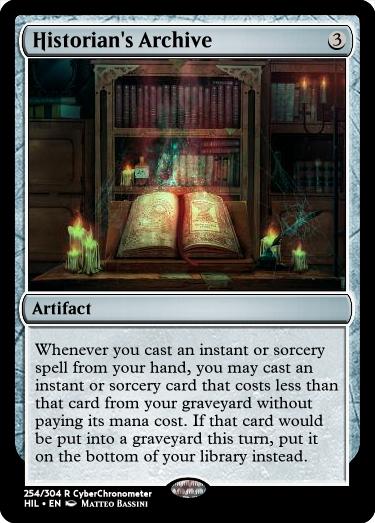 Historian's Archive 3
Artifact
Whenever you cast an instant or sorcery
spell from your hand, you may cast an
instant or sorcery card that costs less than
that card from your graveyard without
paying its mana cost. If that card would
be put into a graveyard this turn, put it
on the bottom of your library instead.
254/304 R CyberChronometer
HIL • EN Matteo Bassini